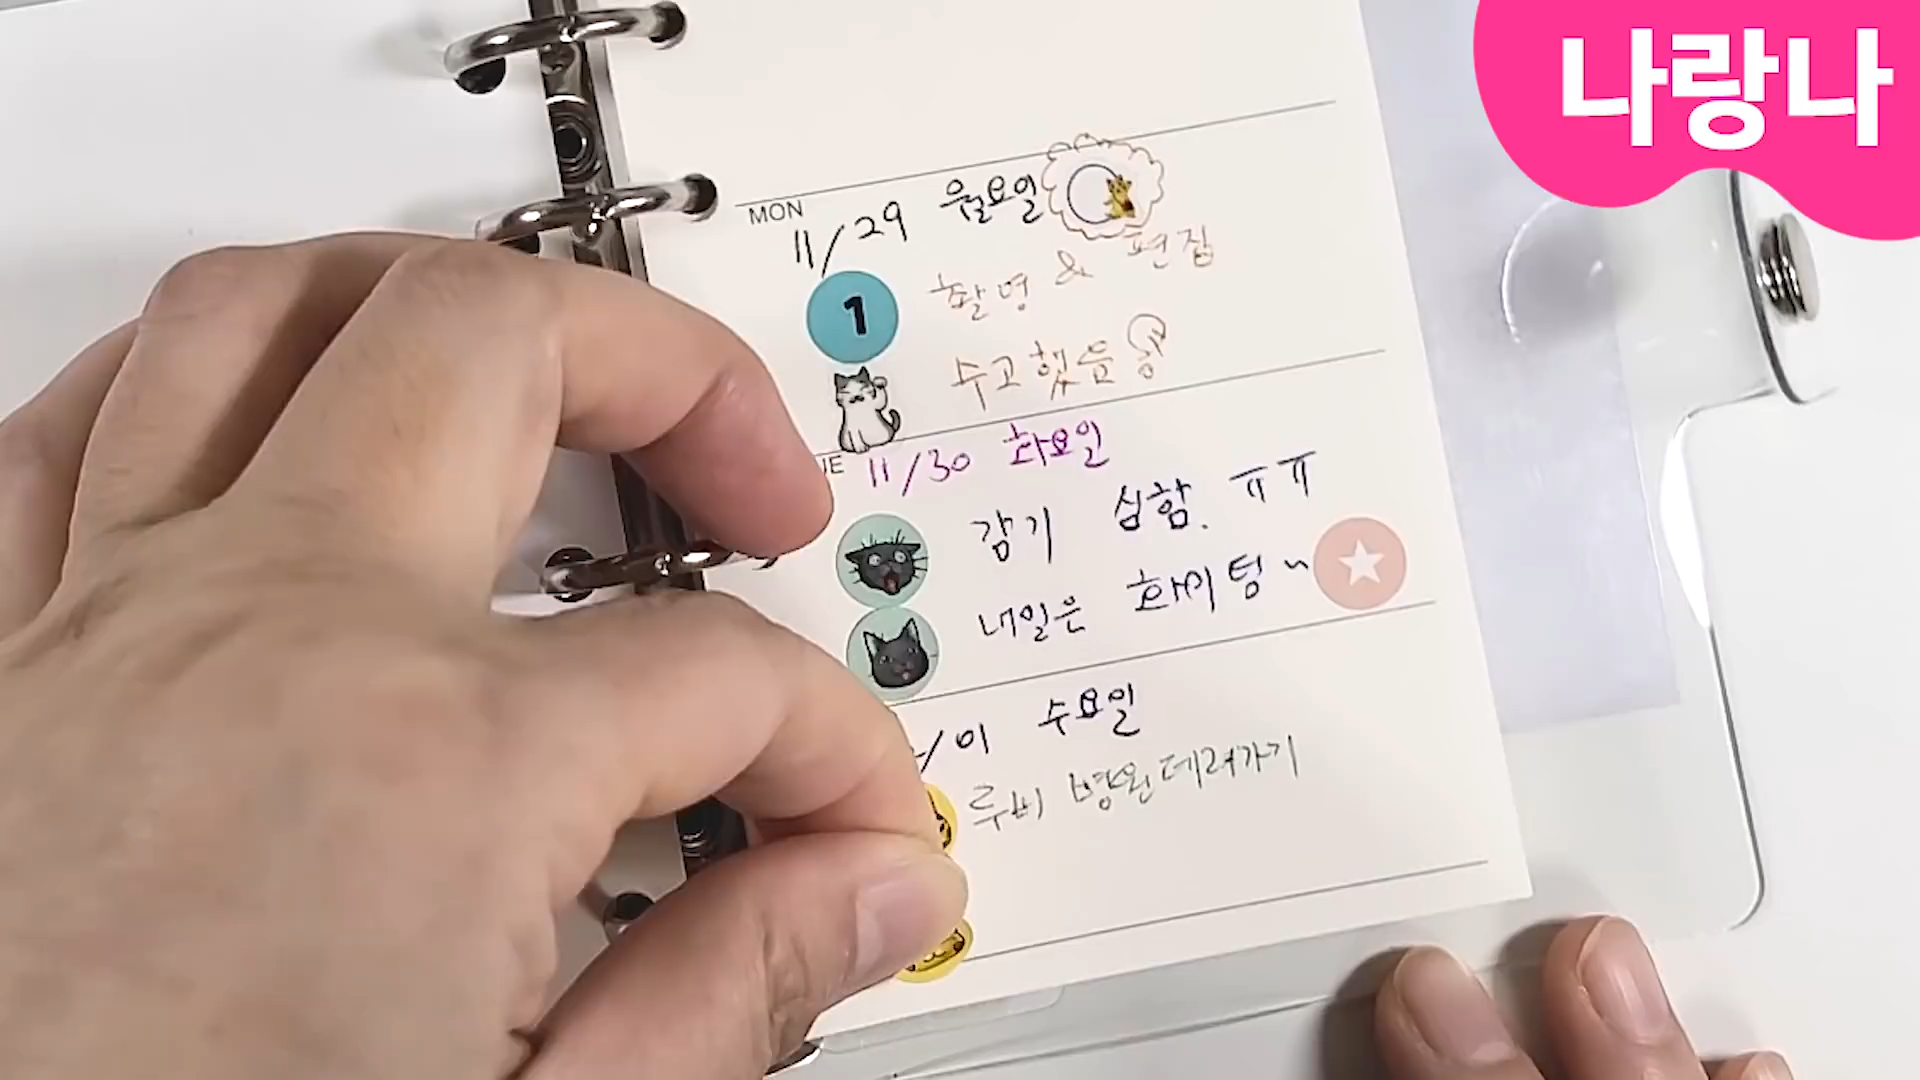 나랑나
MON
11/29 월요일
1 촬영 & 편집
수고했음
11/30 화요일
감기 심함. ㅠㅠ
내일은 화이팅~
/01 수요일
루비 병원데려가기